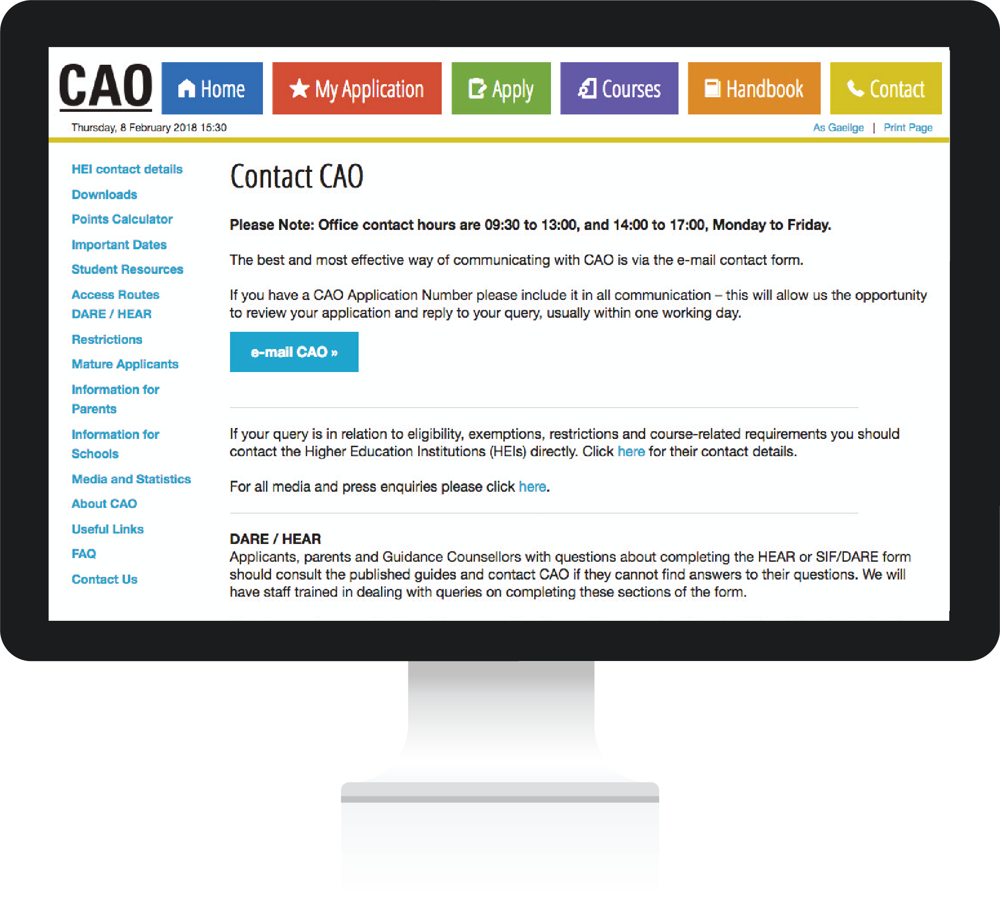 CAO
Home
My Application
Apply
Courses
Handbook
Contact
Thursday, 8 February 2018 15:30
As Gaeilge | Print Page
HEI contact details
Downloads
Points Calculator
Important Dates
Student Resources
Access Routes
DARE / HEAR
Restrictions
Mature Applicants
Information for
Parents
Information for
Schools
Media and Statistics
About CAO
Useful Links
FAQ
Contact Us
Contact CAO
Please Note: Office contact hours are 09:30 to 13:00, and 14:00 to 17:00, Monday to Friday.
The best and most effective way of communicating with CAO is via the e-mail contact form.
If you have a CAO Application Number please include it in all communication – this will allow us the opportunity
to review your application and reply to your query, usually within one working day.
e-mail CAO »
If your query is in relation to eligibility, exemptions, restrictions and course-related requirements you should
contact the Higher Education Institutions (HEIs) directly. Click here for their contact details.
For all media and press enquiries please click here.
DARE / HEAR
Applicants, parents and Guidance Counsellors with questions about completing the HEAR or SIF/DARE form
should consult the published guides and contact CAO if they cannot find answers to their questions. We will
have staff trained in dealing with queries on completing these sections of the form.